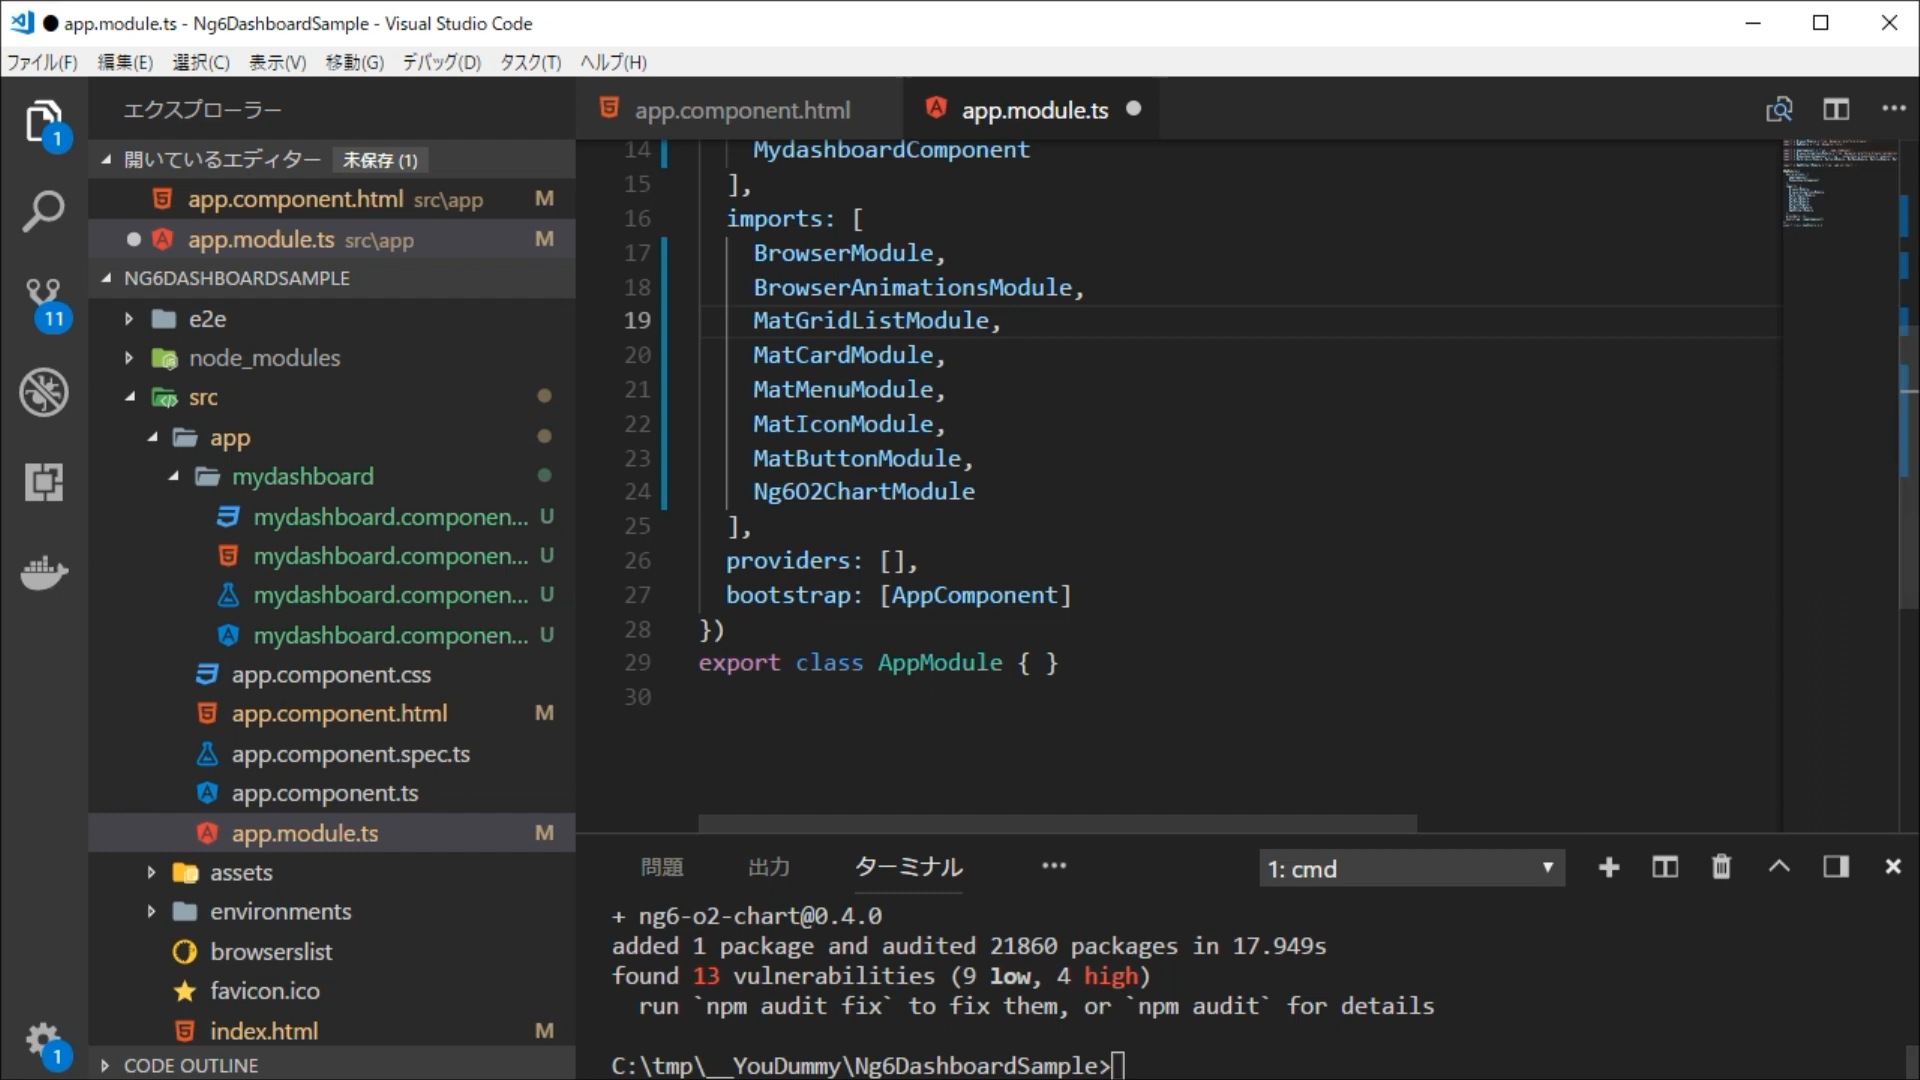 app.module.ts - Ng6DashboardSample - Visual Studio Code
ファイル(F) 編集(E) 選択(C) 表示(V) 移動(G) デバッグ(D) タスク(T) ヘルプ(H)
エクスプローラー
開いているエディター 未保存 (1)
app.component.html src\app M
app.module.ts src\app M
NG6DASHBOARDSAMPLE
e2e
node_modules
src
app
mydashboard
mydashboard.componen... U
mydashboard.componen... U
mydashboard.componen... U
mydashboard.componen... U
app.component.css
app.component.html M
app.component.spec.ts
app.component.ts
app.module.ts M
assets
environments
browserslist
favicon.ico
index.html M
CODE OUTLINE
1
11
1
app.component.html app.module.ts
14 MydashboardComponent
15 ],
16 imports: [
17 BrowserModule,
18 BrowserAnimationsModule,
19 MatGridListModule,
20 MatCardModule,
21 MatMenuModule,
22 MatIconModule,
23 MatButtonModule,
24 Ng6O2ChartModule
25 ],
26 providers: [],
27 bootstrap: [AppComponent]
28 })
29 export class AppModule { }
30
問題 出力 ターミナル ... 1: cmd
+ ng6-o2-chart@0.4.0
added 1 package and audited 21860 packages in 17.949s
found 13 vulnerabilities (9 low, 4 high)
run `npm audit fix` to fix them, or `npm audit` for details
C:\tmp\__YouDummy\Ng6DashboardSample>